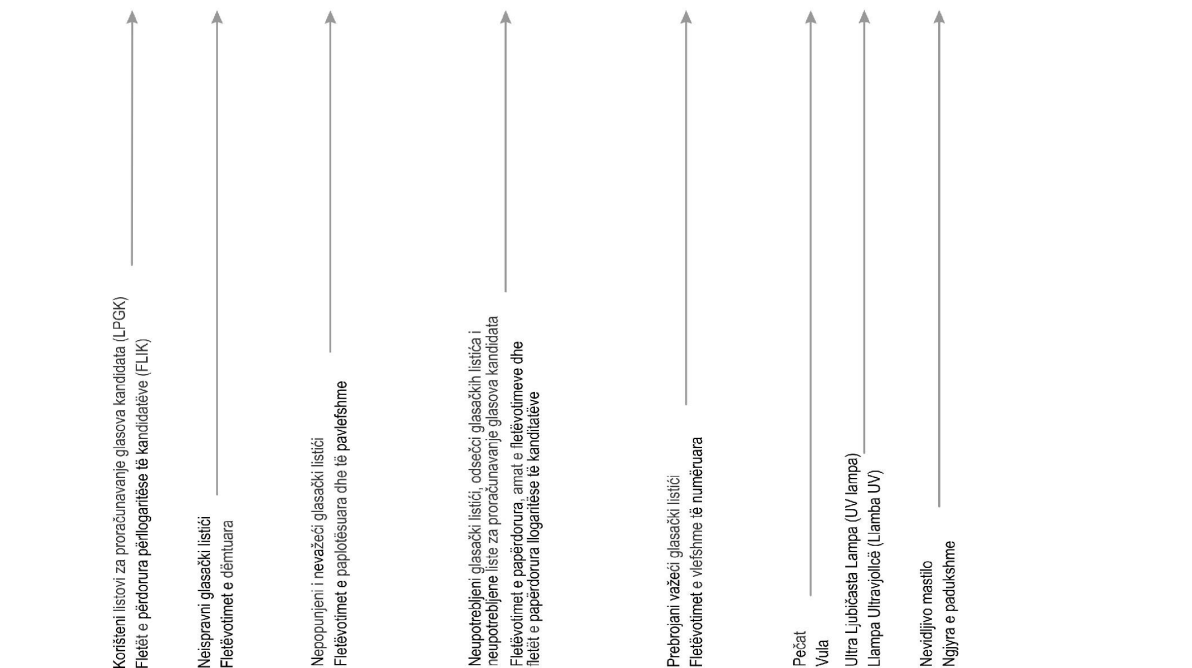 Korišteni listovi za proračunavanje glasova kandidata (LPGK)
Fletët e përdorura përllogaritëse të kandidatëve (FLIK)
Neispravni glasački listići
Fletëvotimet e dëmtuara
Nepopunjeni i nevažeći glasački listići
Fletëvotimet e paplotësuara dhe të pavlefshme
Neupotrebljeni glasački listići, odsečci glasačkih listića i
neupotrebljene liste za proračunavanje glasova kandidata
Fletëvotimet e papërdorura, amat e fletëvotimeve dhe
fletët e papërdorura llogaritëse të kanditatëve
Prebrojani važeći glasački listići
Fletëvotimet e vlefshme të numëruara
Pečat
Vula
Ultra Ljubičasta Lampa (UV lampa)
Llampa Ultravjollcë (Llamba UV)
Nevidljivo mastilo
Ngjyra e padukshme